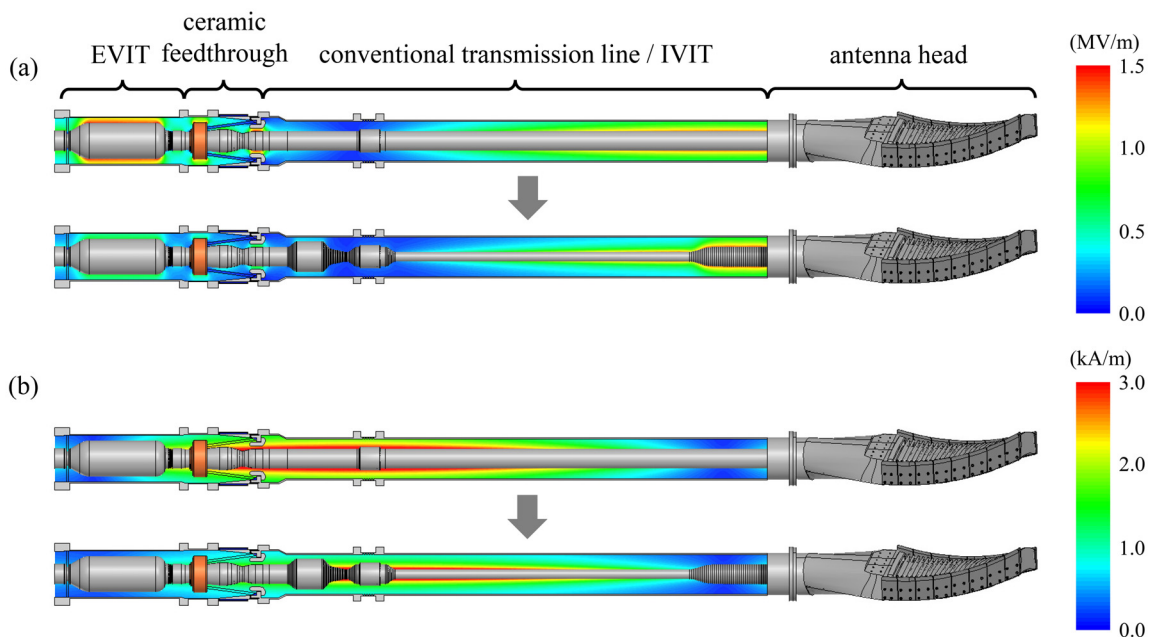 ceramic
feedthrough
EVIT
conventional transmission line / IVIT
antenna head
(MV/m)
(a)
1.5
1.0
0.5
0.0
(kA/m)
(b)
3.0
2.0
1.0
0.0